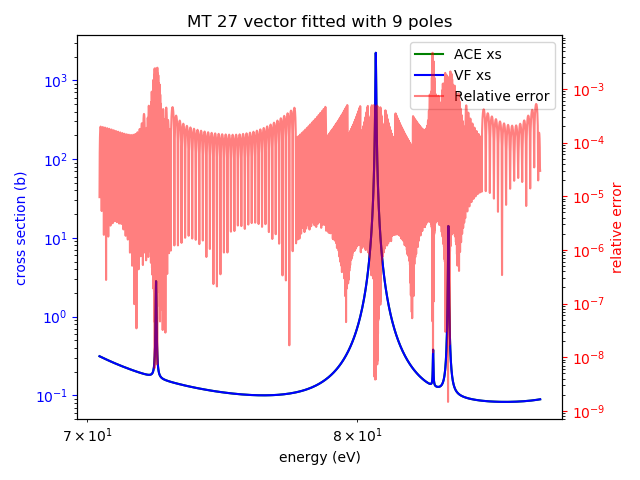 MT 27 vector fitted with 9 poles
ACE xs
VF xs
Relative error
cross section (b)
10³
10²
10¹
10⁰
10⁻¹
10⁻³
10⁻⁴
10⁻⁵
10⁻⁶
10⁻⁷
10⁻⁸
10⁻⁹
relative error
7 × 10¹
8 × 10¹
energy (eV)